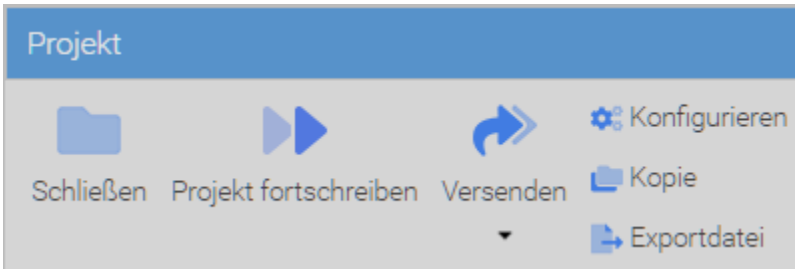 Projekt
Schließen
Projekt fortschreiben
Versenden
Konfigurieren
Kopie
Exportdatei